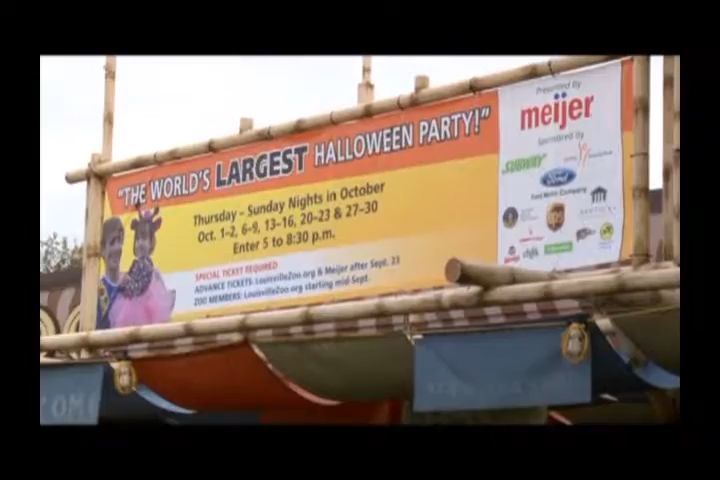 "THE WORLD'S LARGEST HALLOWEEN PARTY!"
Thursday – Sunday Nights in October
Oct. 1-2, 6-9, 13-16, 20-23 & 27-30
Enter 5 to 8:30 p.m.
SPECIAL TICKET REQUIRED
ADVANCE TICKETS: LouisvilleZoo.org & Meijer after Sept. 23
ZOO MEMBERS: LouisvilleZoo.org starting mid-Sept.
Presented by
meijer
Sponsored by
SUBWAY
Ford
Ford Motor Company
ups